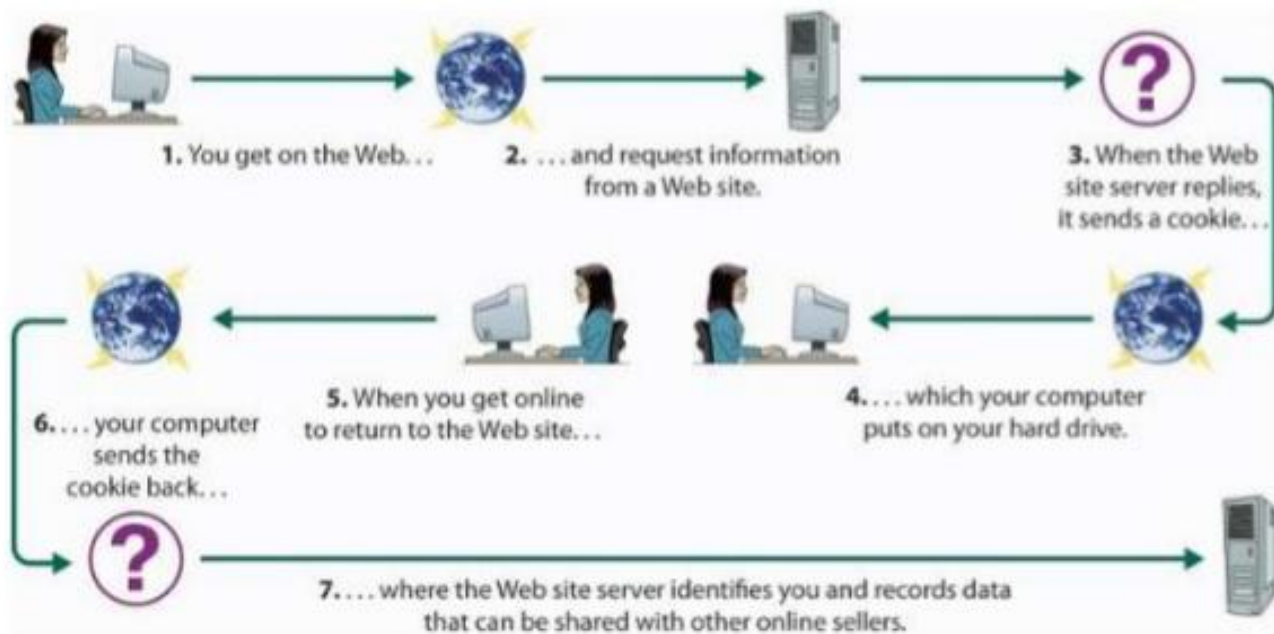 1. You get on the Web...
2. ...and request information
from a Web site.
3. When the Web
site server replies,
it sends a cookie...
4.... which your computer
puts on your hard drive.
5. When you get online
to return to the Web site...
6.... your computer
sends the
cookie back...
7.... where the Web site server identifies you and records data
that can be shared with other online sellers.